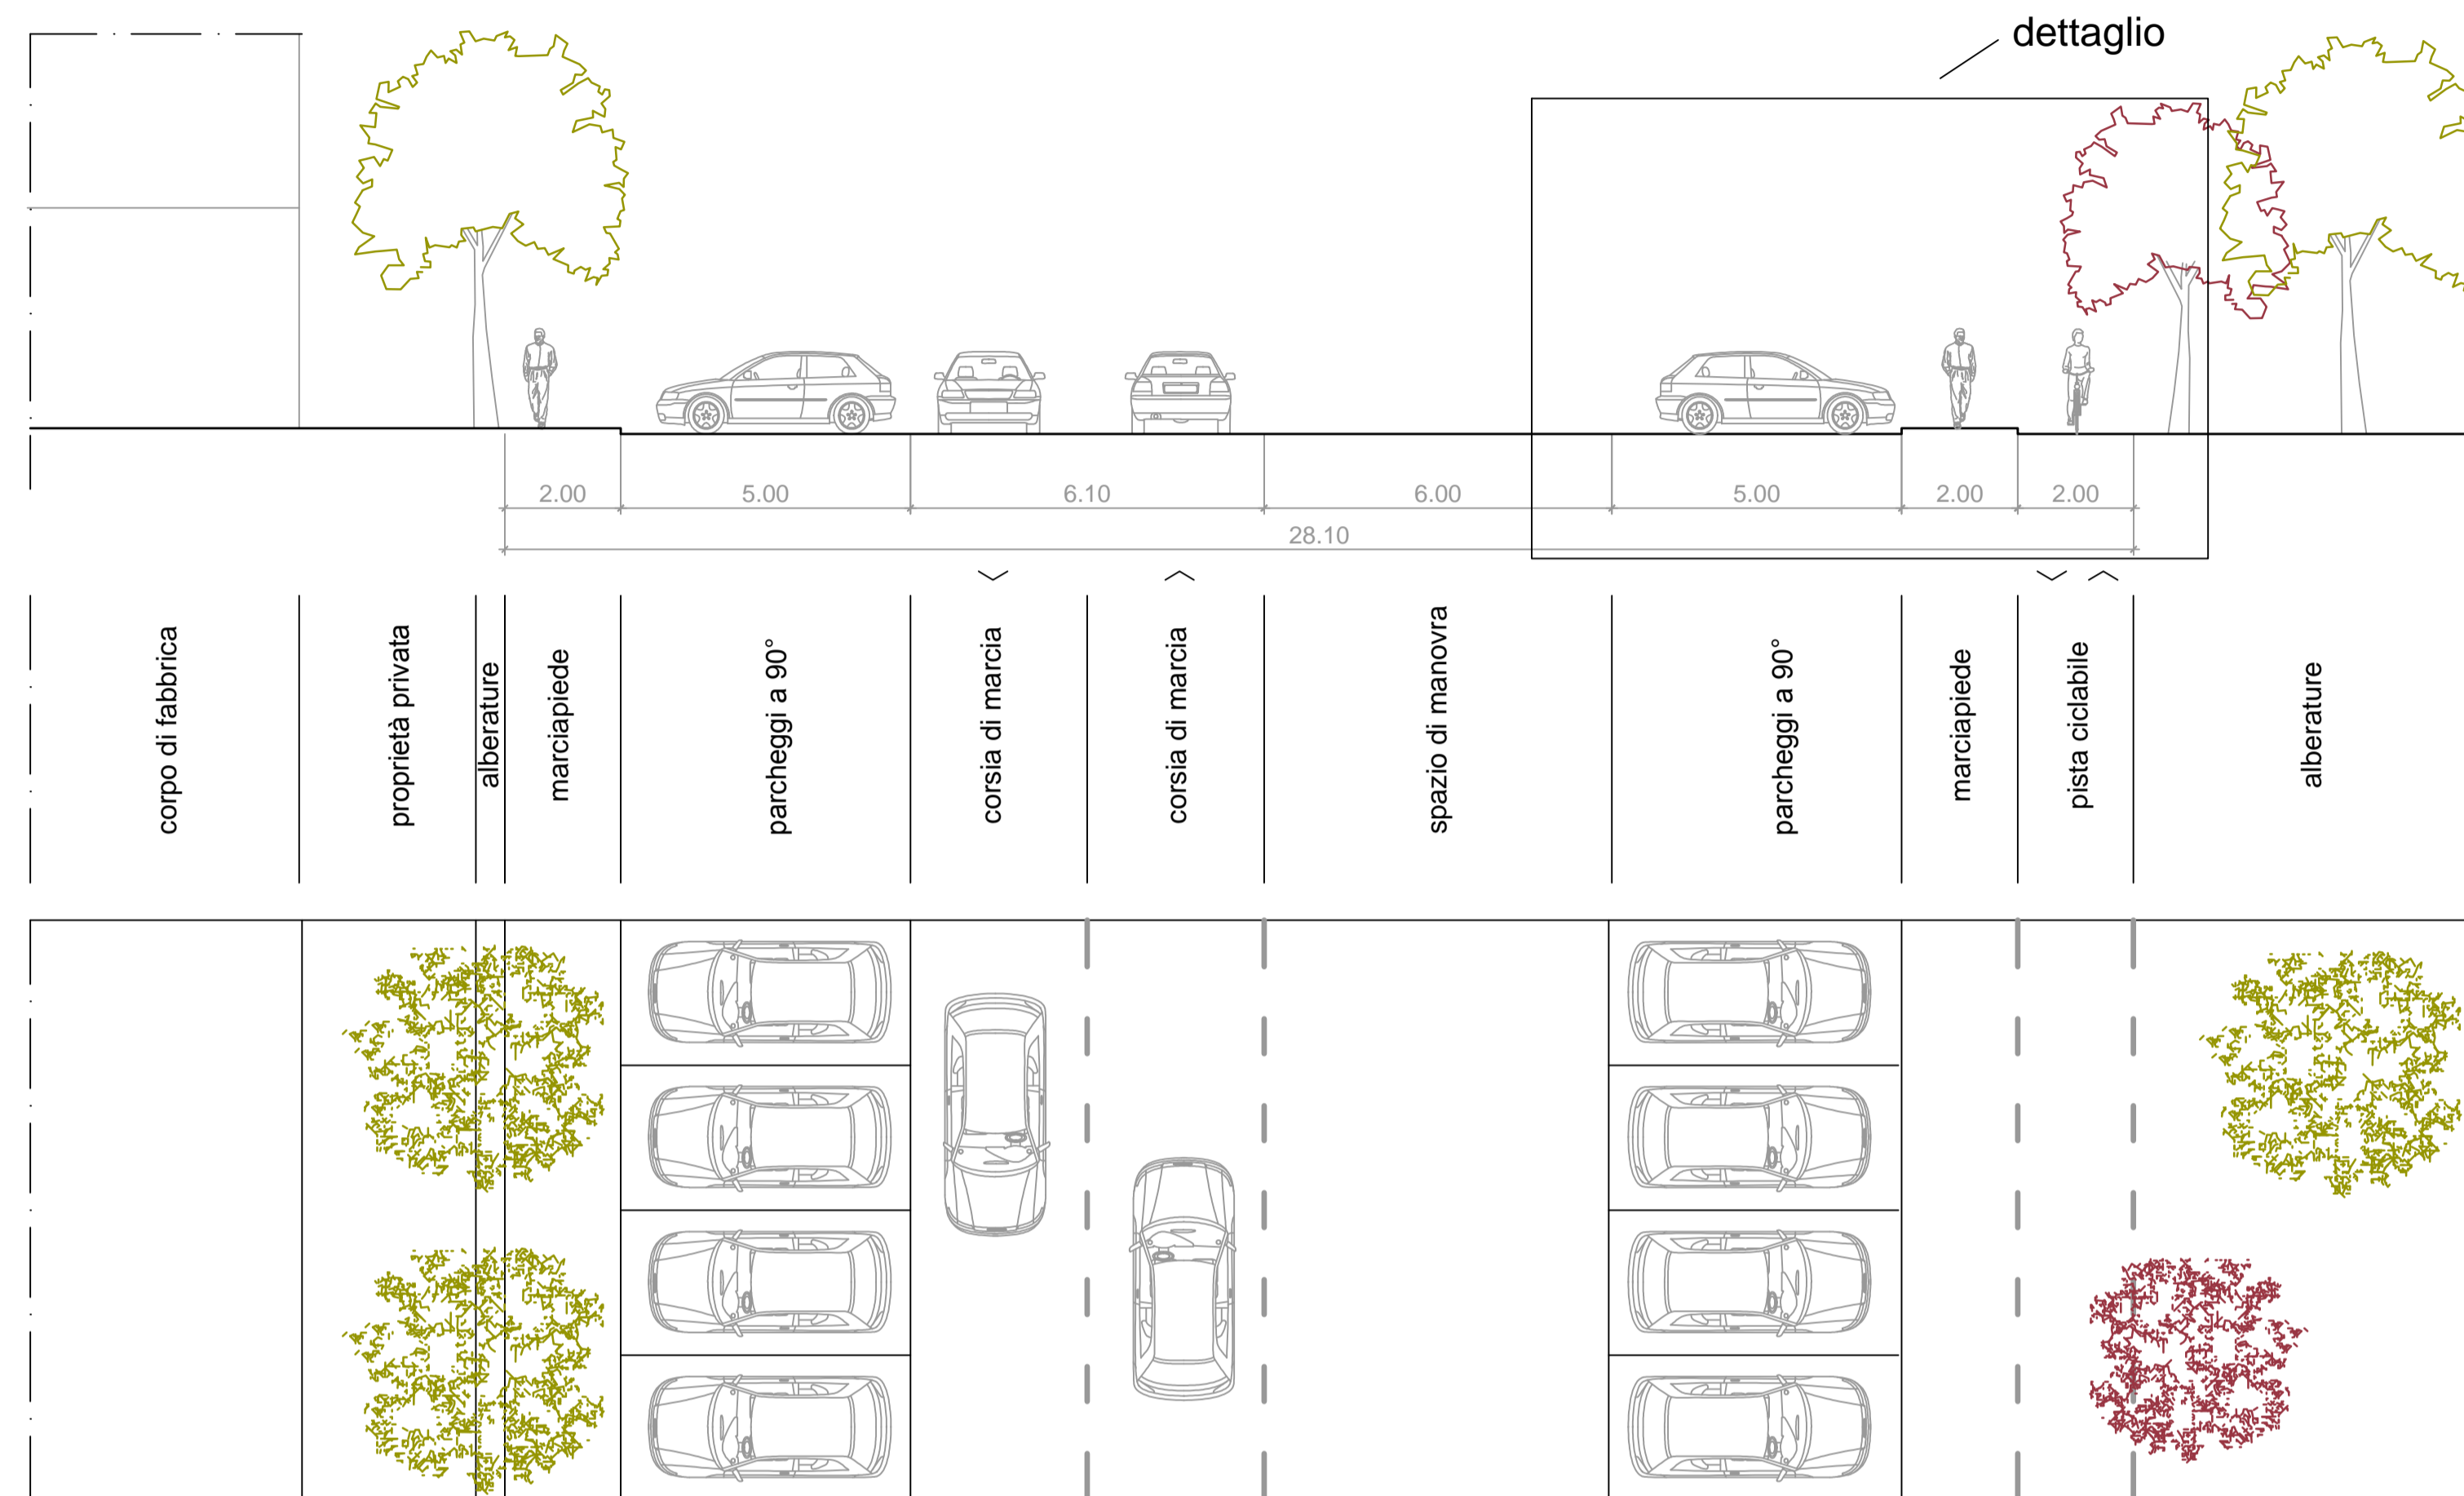 dettaglio
2.00 5.00 6.10 6.00 5.00 2.00 2.00
28.10
corpo di fabbrica
proprietà privata
alberature
marciapiede
parcheggi a 90°
corsia di marcia
corsia di marcia
spazio di manovra
parcheggi a 90°
marciapiede
pista ciclabile
alberature